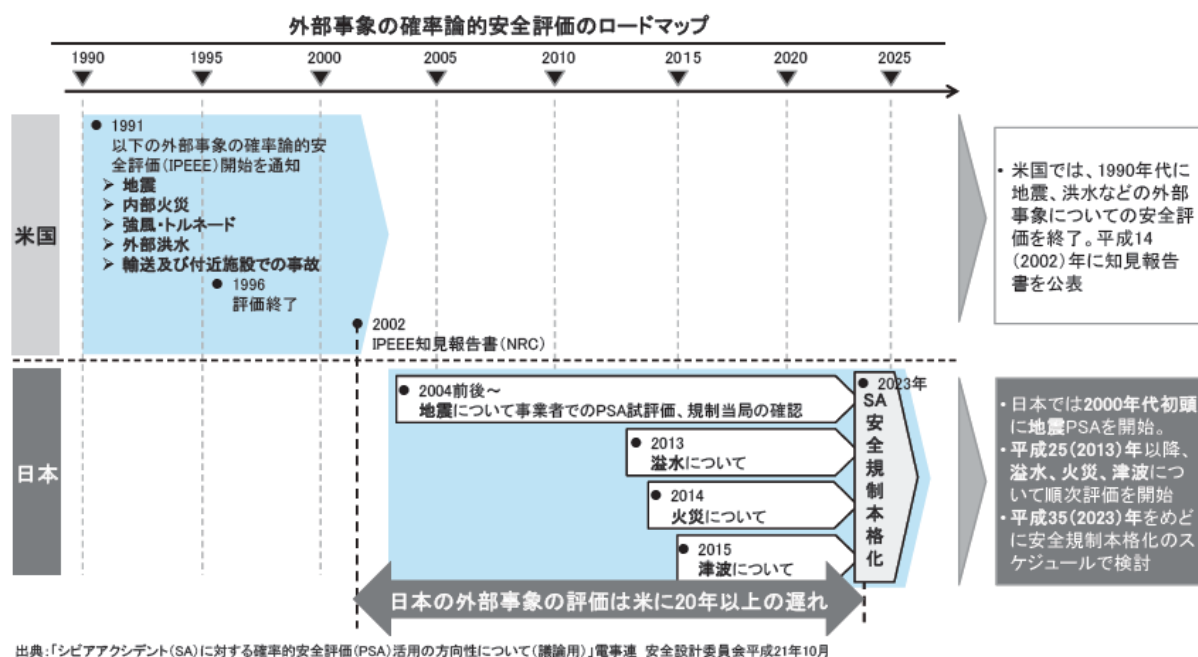 外部事象の確率論的安全評価のロードマップ
1990 1995 2000 2005 2010 2015 2020 2025
米国
● 1991
以下の外部事象の確率論的安
全評価(IPEEE)開始を通知
➢ 地震
➢ 内部火災
➢ 強風・トルネード
➢ 外部洪水
➢ 輸送及び付近施設での事故
● 1996
評価終了
● 2002
IPEEE知見報告書(NRC)
• 米国では、1990年代に
地震、洪水などの外部
事象についての安全評
価を終了。平成14
(2002)年に知見報告
書を公表
日本
● 2004前後～
地震について事業者でのPSA試評価、規制当局の確認
● 2013
溢水について
● 2014
火災について
● 2015
津波について
● 2023年
SA安全規制本格化
• 日本では2000年代初頭
に地震PSAを開始。
• 平成25(2013)年以降、
溢水、火災、津波につ
いて順次評価を開始
• 平成35(2023)年をめど
に安全規制本格化のス
ケジュールで検討
日本の外部事象の評価は米に20年以上の遅れ
出典:「シビアアクシデント(SA)に対する確率的安全評価(PSA)活用の方向性について(議論用)」電事連 安全設計委員会平成21年10月